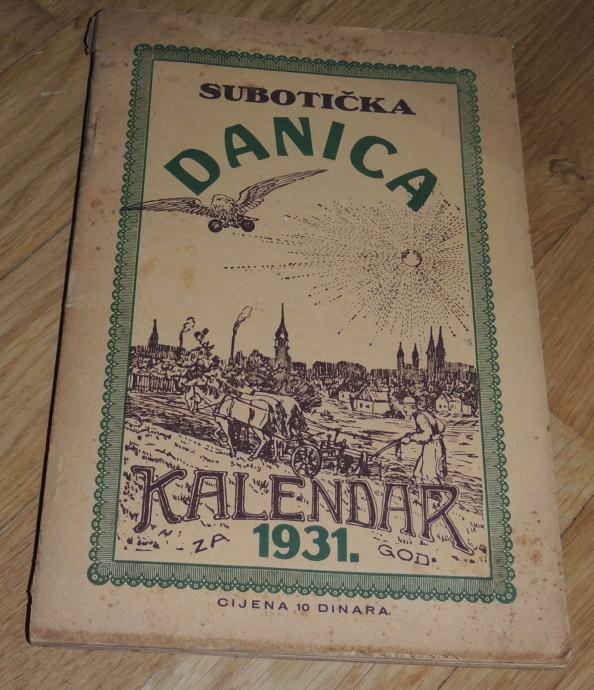 SUBOTIČKA
DANICA
KALENDAR
ZA 1931. GOD.
CIJENA 10 DINARA.